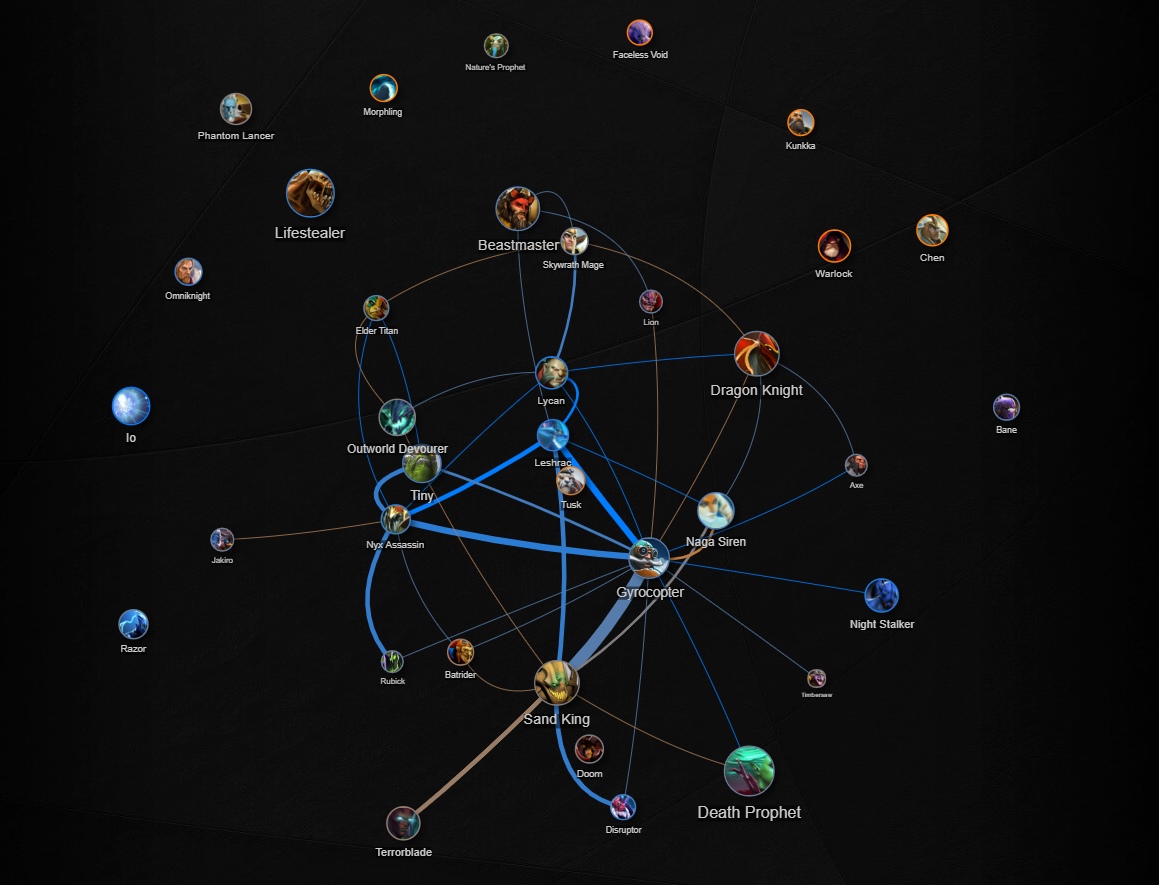 Faceless Void
Nature's Prophet
Morphling
Phantom Lancer
Kunkka
Lifestealer
Beastmaster
Skywrath Mage
Chen
Warlock
Omniknight
Lion
Elder Titan
Dragon Knight
Lycan
Io
Bane
Outworld Devourer
Leshrac
Axe
Tiny
Tusk
Naga Siren
Nyx Assassin
Jakiro
Gyrocopter
Night Stalker
Razor
Batrider
Rubick
Timbersaw
Sand King
Doom
Death Prophet
Disruptor
Terrorblade